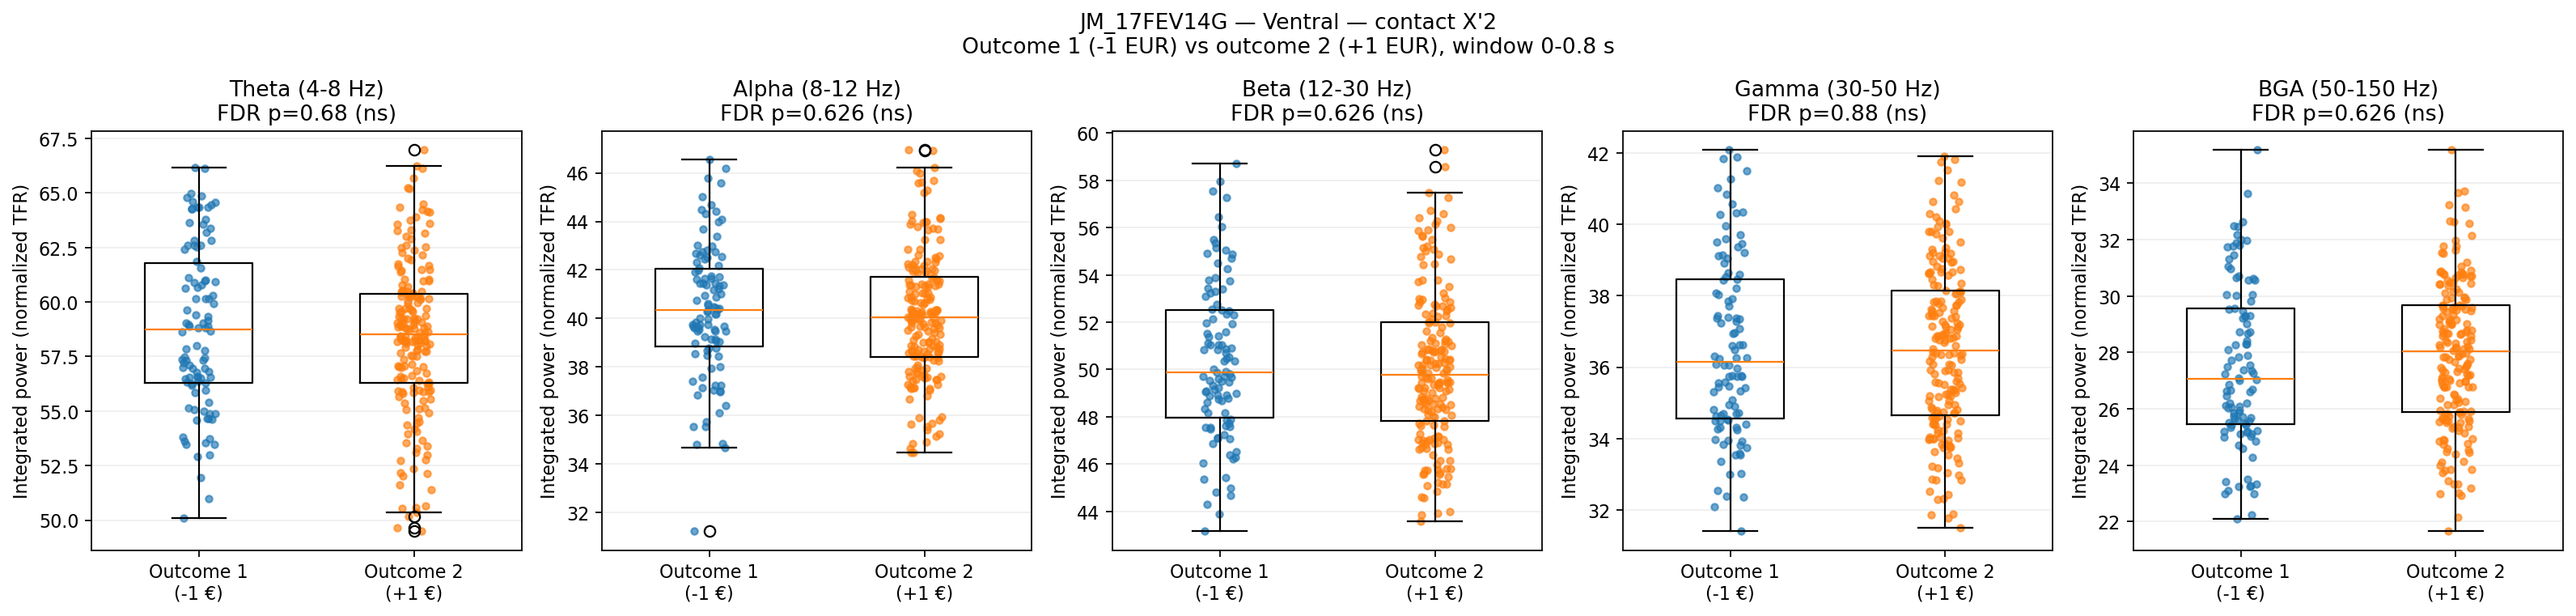 JM_17FEV14G — Ventral — contact X'2
Outcome 1 (-1 EUR) vs outcome 2 (+1 EUR), window 0-0.8 s
Theta (4-8 Hz)
FDR p=0.68 (ns)
Integrated power (normalized TFR)
67.5
65.0
62.5
60.0
57.5
55.0
52.5
50.0
Outcome 1
(-1 €)
Outcome 2
(+1 €)
Alpha (8-12 Hz)
FDR p=0.626 (ns)
Integrated power (normalized TFR)
46
44
42
40
38
36
34
32
Outcome 1
(-1 €)
Outcome 2
(+1 €)
Beta (12-30 Hz)
FDR p=0.626 (ns)
Integrated power (normalized TFR)
60
58
56
54
52
50
48
46
44
Outcome 1
(-1 €)
Outcome 2
(+1 €)
Gamma (30-50 Hz)
FDR p=0.88 (ns)
Integrated power (normalized TFR)
42
40
38
36
34
32
Outcome 1
(-1 €)
Outcome 2
(+1 €)
BGA (50-150 Hz)
FDR p=0.626 (ns)
Integrated power (normalized TFR)
34
32
30
28
26
24
22
Outcome 1
(-1 €)
Outcome 2
(+1 €)